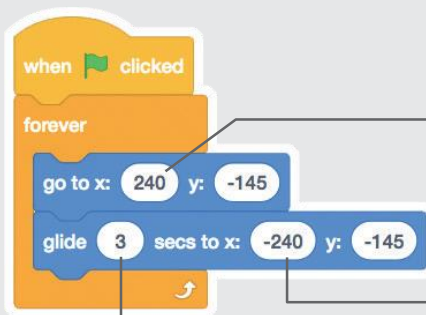 when clicked
forever
go to x: 240 y: -145
glide 3 secs to x: -240 y: -145